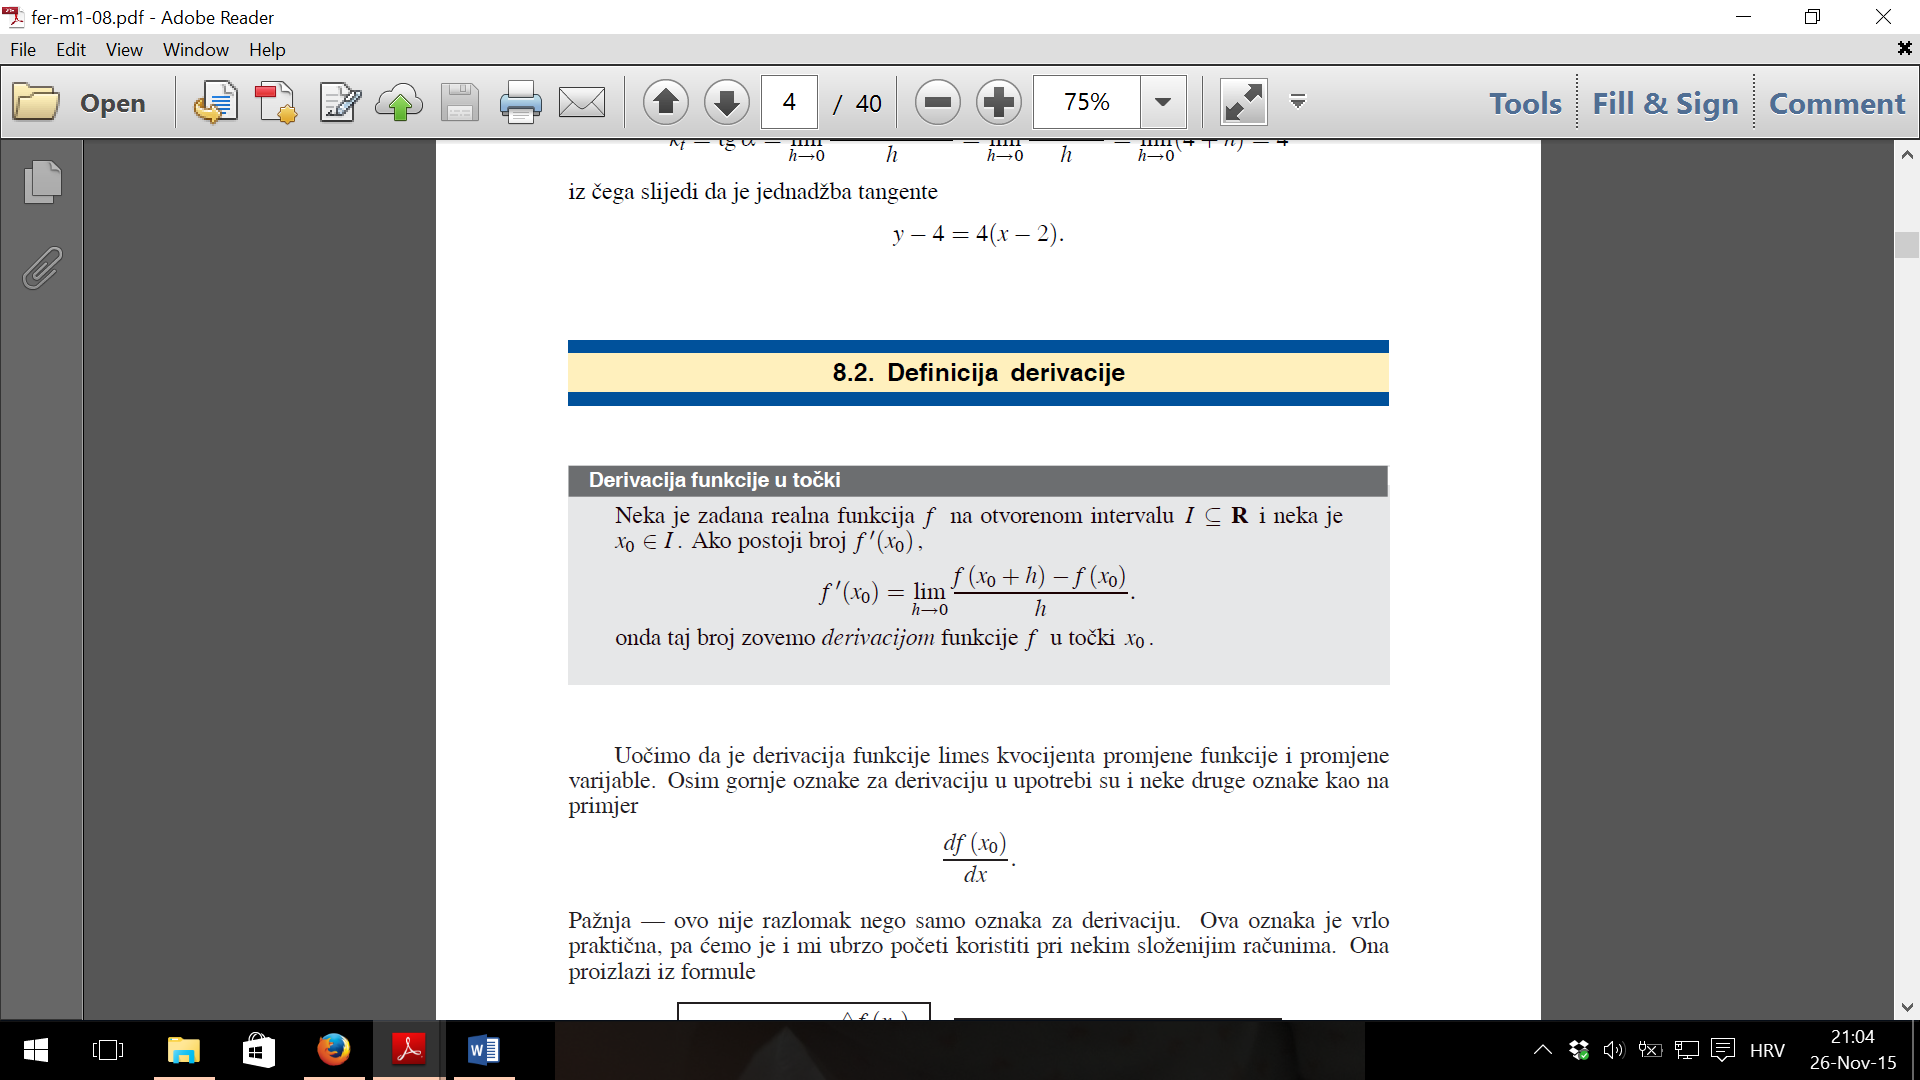 fer-m1-08.pdf - Adobe Reader
File Edit View Window Help
Open 4 / 40 75% Tools Fill & Sign Comment
h→0 h h→0 h h→0
iz čega slijedi da je jednadžba tangente
y − 4 = 4(x − 2).
8.2. Definicija derivacije
Derivacija funkcije u točki
Neka je zadana realna funkcija f na otvorenom intervalu I ⊆ R i neka je
x₀ ∈ I. Ako postoji broj f′(x₀),
f′(x₀) = lim h→0 f(x₀ + h) − f(x₀) / h.
onda taj broj zovemo derivacijom funkcije f u točki x₀.
Uočimo da je derivacija funkcije limes kvocijenta promjene funkcije i promjene
varijable. Osim gornje oznake za derivaciju u upotrebi su i neke druge oznake kao na
primjer
df(x₀) / dx.
Pažnja — ovo nije razlomak nego samo oznaka za derivaciju. Ova oznaka je vrlo
praktična, pa ćemo je i mi ubrzo početi koristiti pri nekim složenijim računima. Ona
proizlazi iz formule
HRV
21:04
26-Nov-15